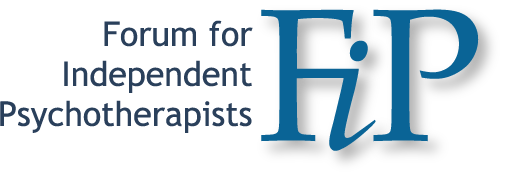 Forum for
Independent
Psychotherapists
FiP